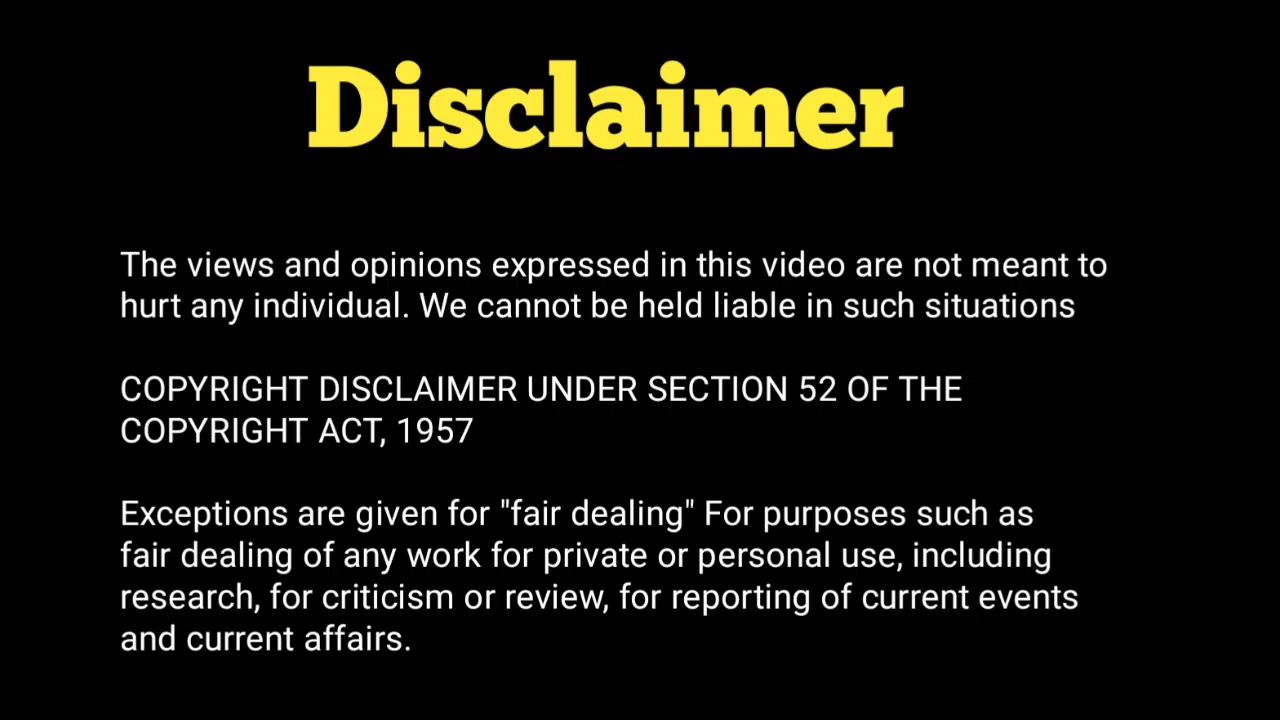 Disclaimer
The views and opinions expressed in this video are not meant to
hurt any individual. We cannot be held liable in such situations
COPYRIGHT DISCLAIMER UNDER SECTION 52 OF THE
COPYRIGHT ACT, 1957
Exceptions are given for "fair dealing" For purposes such as
fair dealing of any work for private or personal use, including
research, for criticism or review, for reporting of current events
and current affairs.